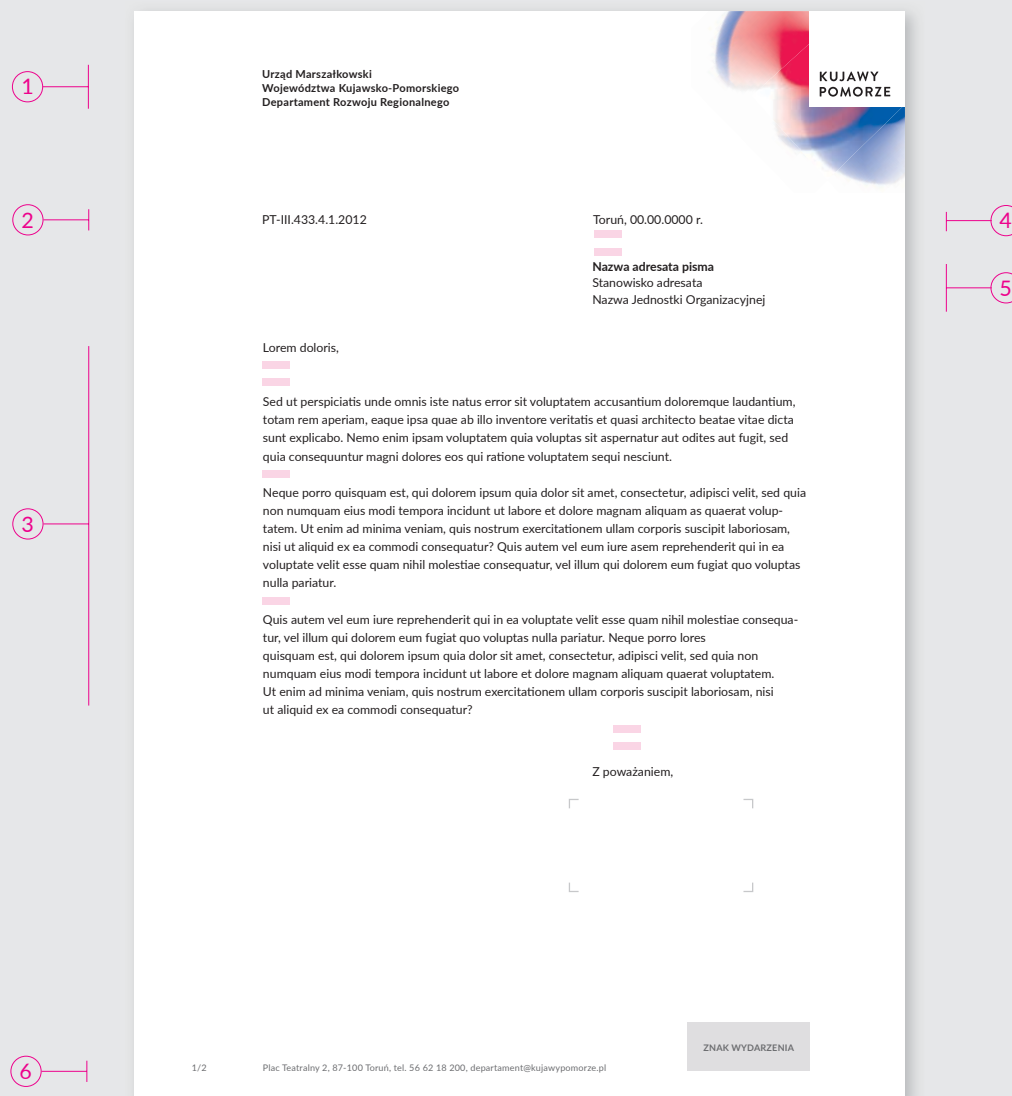 KUJAWY
POMORZE
1
Urząd Marszałkowski
Województwa Kujawsko-Pomorskiego
Departament Rozwoju Regionalnego
2
PT-III.433.4.1.2012
Toruń, 00.00.0000 r.
4
Nazwa adresata pisma
Stanowisko adresata
Nazwa Jednostki Organizacyjnej
5
Lorem doloris,
Sed ut perspiciatis unde omnis iste natus error sit voluptatem accusantium doloremque laudantium,
totam rem aperiam, eaque ipsa quae ab illo inventore veritatis et quasi architecto beatae vitae dicta
sunt explicabo. Nemo enim ipsam voluptatem quia voluptas sit aspernatur aut odites aut fugit, sed
quia consequuntur magni dolores eos qui ratione voluptatem sequi nesciunt.
3
Neque porro quisquam est, qui dolorem ipsum quia dolor sit amet, consectetur, adipisci velit, sed quia
non numquam eius modi tempora incidunt ut labore et dolore magnam aliquam as quaerat volup-
tatem. Ut enim ad minima veniam, quis nostrum exercitationem ullam corporis suscipit laboriosam,
nisi ut aliquid ex ea commodi consequatur? Quis autem vel eum iure asem reprehenderit qui in ea
voluptate velit esse quam nihil molestiae consequatur, vel illum qui dolorem eum fugiat quo voluptas
nulla pariatur.
Quis autem vel eum iure reprehenderit qui in ea voluptate velit esse quam nihil molestiae consequa-
tur, vel illum qui dolorem eum fugiat quo voluptas nulla pariatur. Neque porro lores
quisquam est, qui dolorem ipsum quia dolor sit amet, consectetur, adipisci velit, sed quia non
numquam eius modi tempora incidunt ut labore et dolore magnam aliquam quaerat voluptatem.
Ut enim ad minima veniam, quis nostrum exercitationem ullam corporis suscipit laboriosam, nisi
ut aliquid ex ea commodi consequatur?
Z poważaniem,
ZNAK WYDARZENIA
6
1/2
Plac Teatralny 2, 87-100 Toruń, tel. 56 62 18 200, departament@kujawypomorze.pl